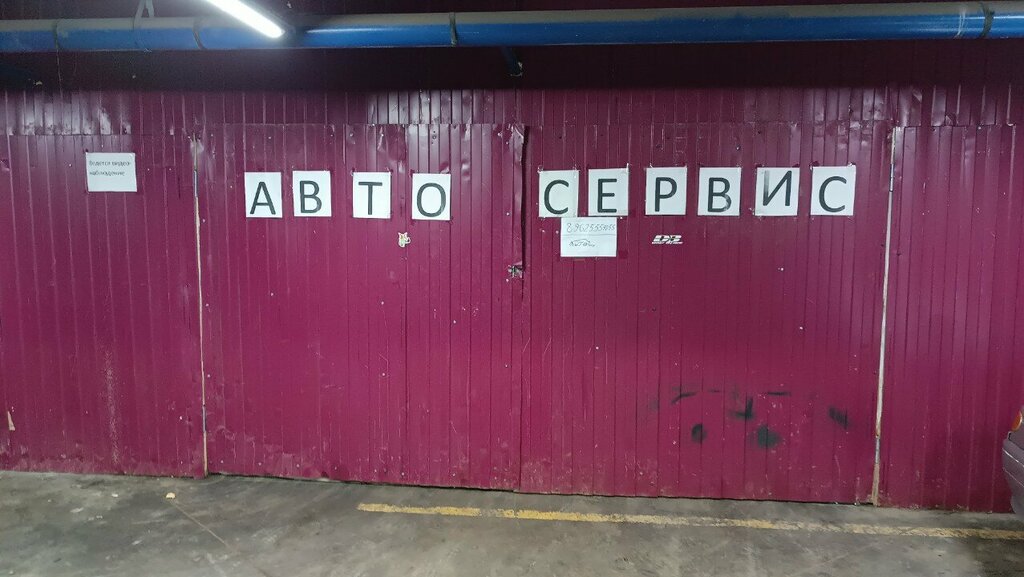 Ведется видео-
наблюдение
АВТО СЕРВИС